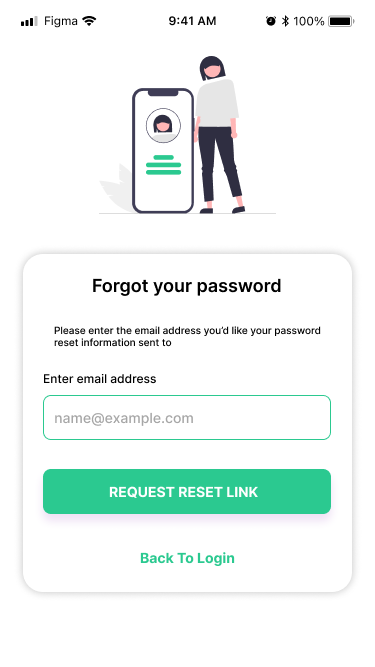 Figma 9:41 AM 100%
Forgot your password
Please enter the email address you’d like your password
reset information sent to
Enter email address
name@example.com
REQUEST RESET LINK
Back To Login